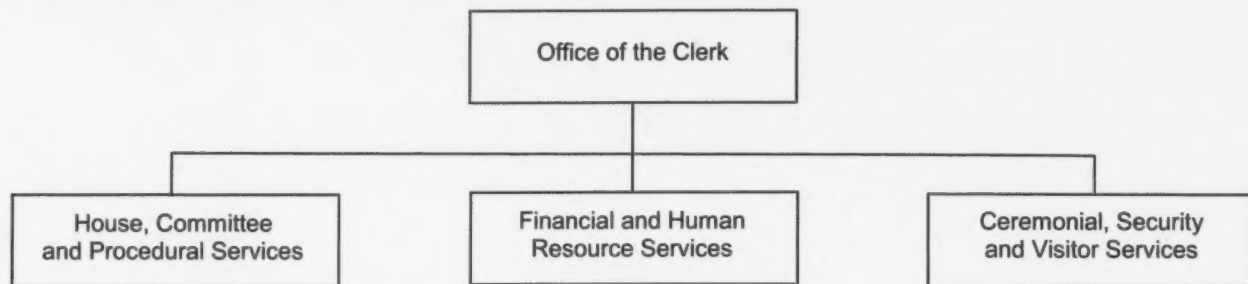 Office of the Clerk
House, Committee
and Procedural Services
Financial and Human
Resource Services
Ceremonial, Security
and Visitor Services